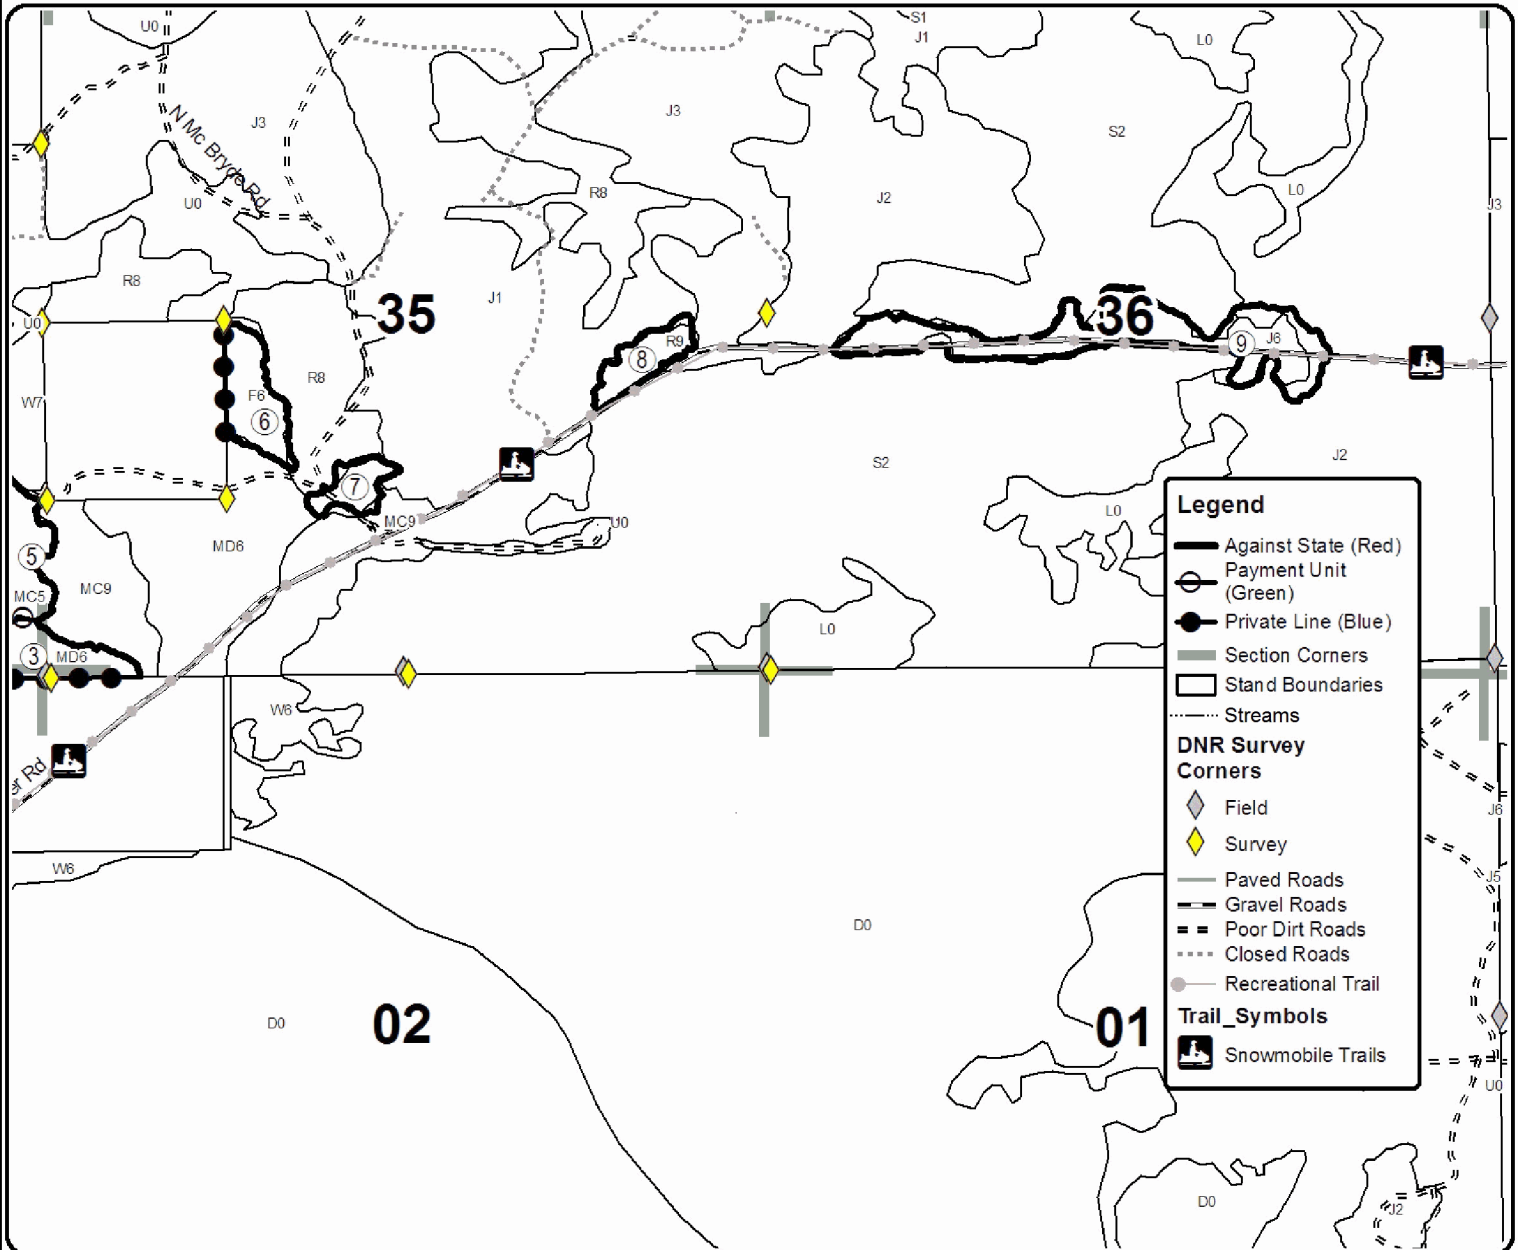 U0
S1
J1
L0
J3
J3
S2
N Mc Bryde Rd
U0
R8
J2
L0
J3
R8
J1
35
36
U0
R9
8
9
J6
R8
W7
F6
6
S2
J2
7
MC9
U0
L0
MD6
5
MC9
MC5
L0
3
MD6
W6
er Rd
W6
J6
J5
D0
D0
02
01
U0
D0
J2
Legend
Against State (Red)
Payment Unit
(Green)
Private Line (Blue)
Section Corners
Stand Boundaries
Streams
DNR Survey
Corners
Field
Survey
Paved Roads
Gravel Roads
Poor Dirt Roads
Closed Roads
Recreational Trail
Trail_Symbols
Snowmobile Trails